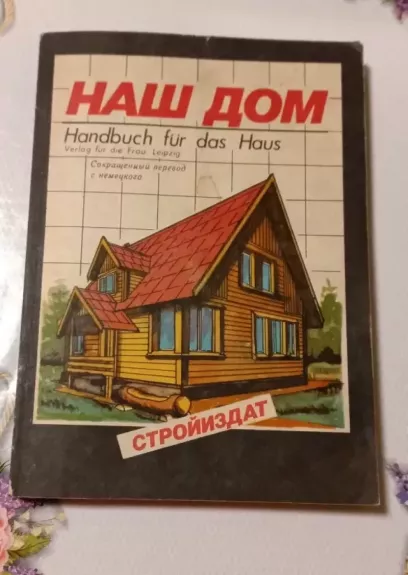 НАШ ДОМ
Handbuch für das Haus
Verlag für die Frau. Leipzig
Сокращенный перевод
с немецкого
СТРОЙИЗДАТ